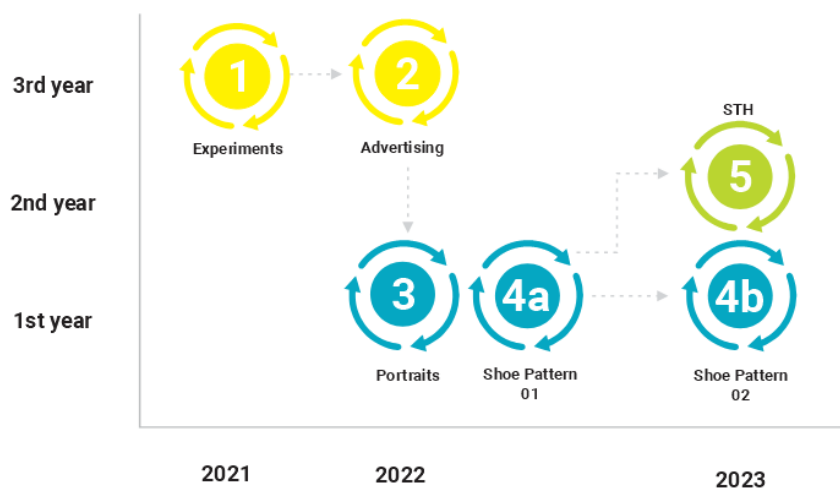 3rd year
2nd year
1st year
1
Experiments
2
Advertising
3
Portraits
4a
Shoe Pattern
01
STH
5
4b
Shoe Pattern
02
2021
2022
2023